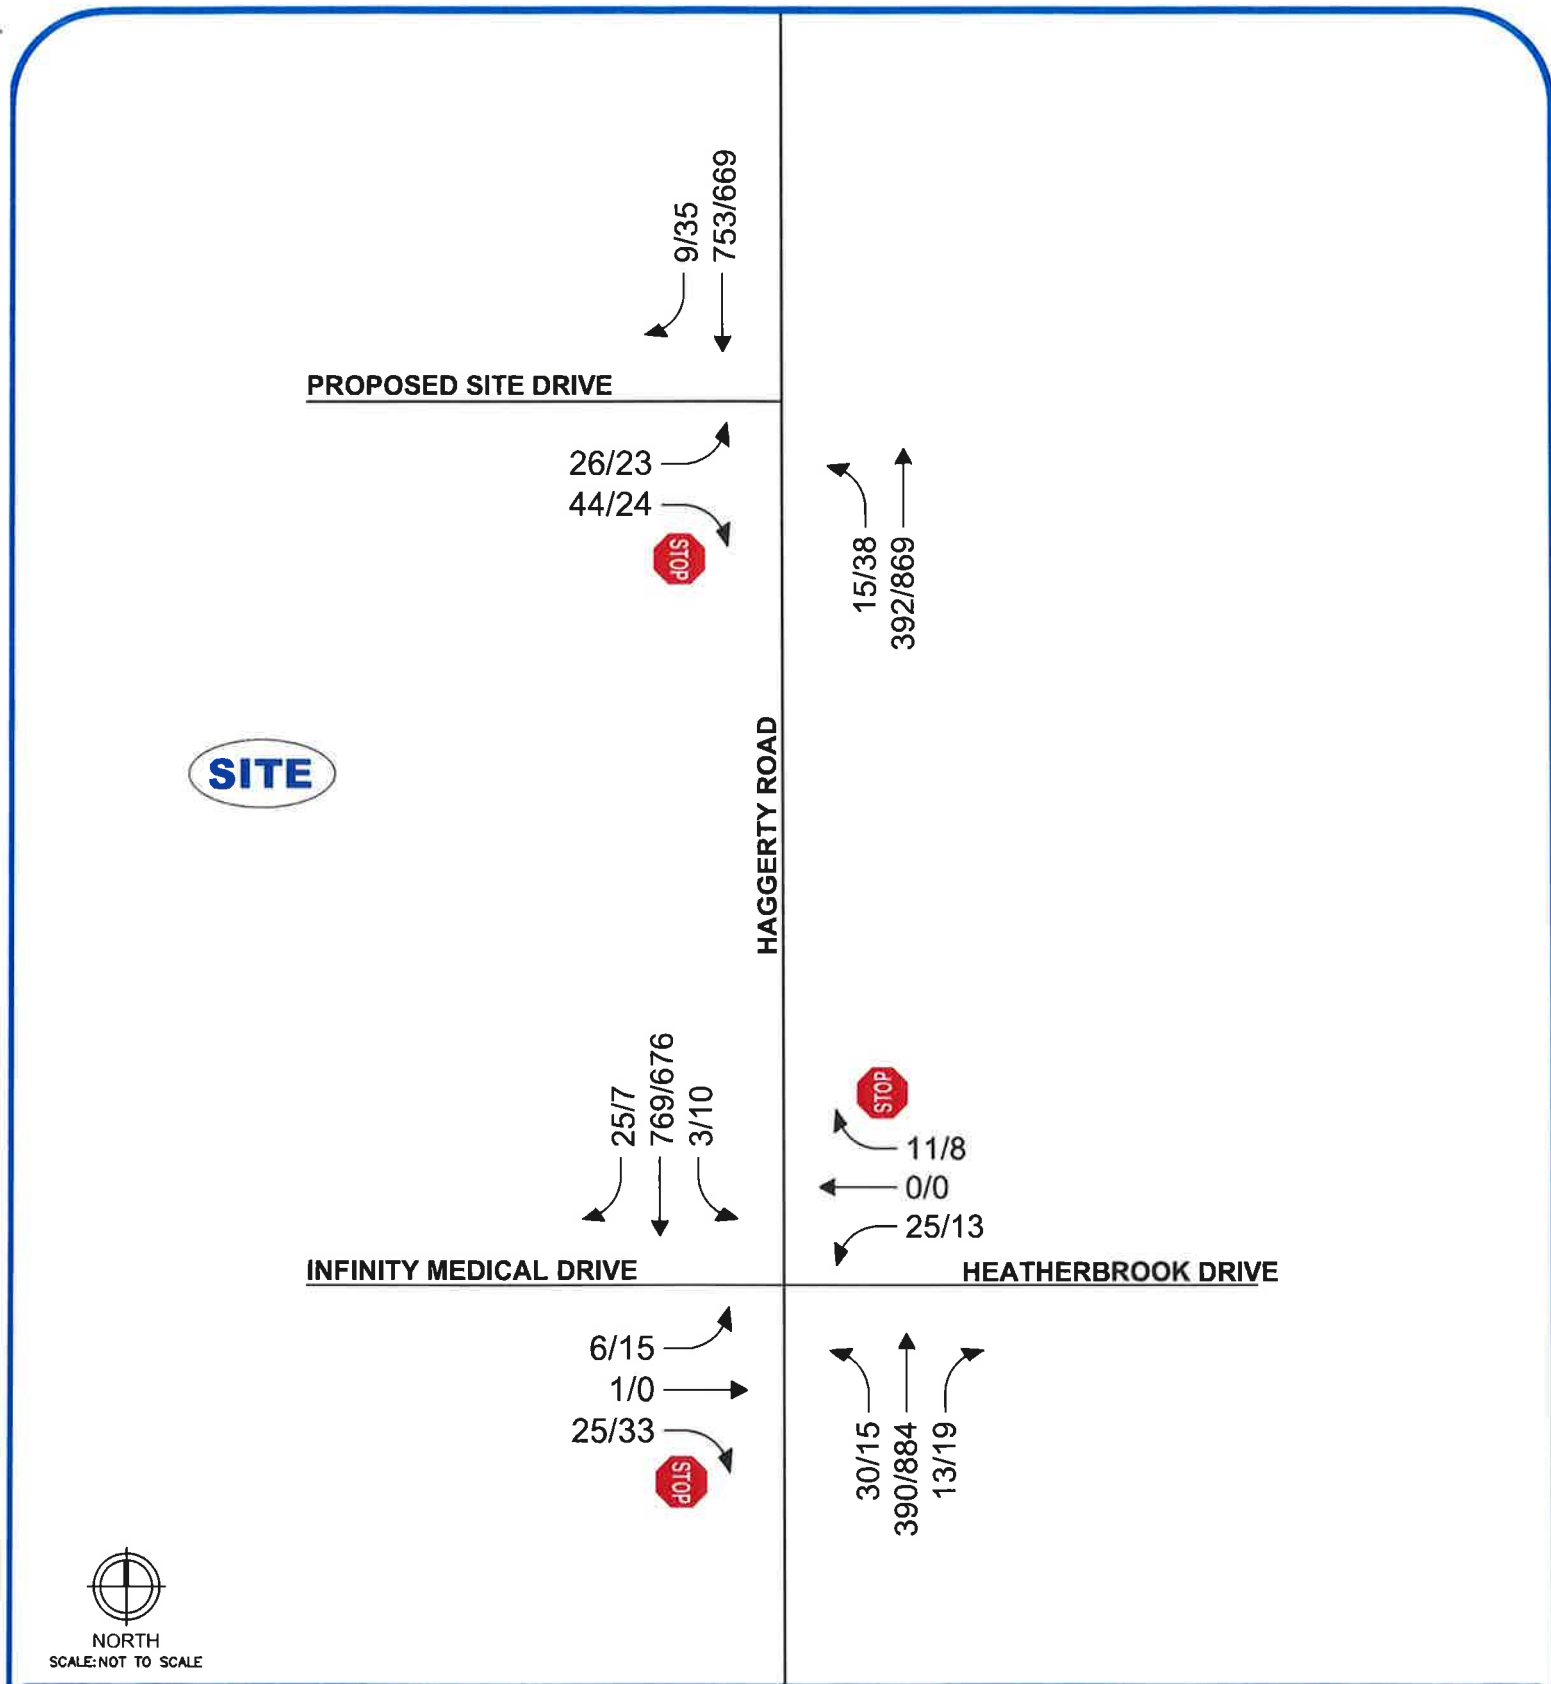 9/35
753/669
PROPOSED SITE DRIVE
26/23
44/24
STOP
15/38
392/869
SITE
HAGGERTY ROAD
25/7
769/676
3/10
STOP
11/8
0/0
25/13
INFINITY MEDICAL DRIVE
HEATHERBROOK DRIVE
6/15
1/0
25/33
STOP
30/15
390/884
13/19
NORTH
SCALE:NOT TO SCALE